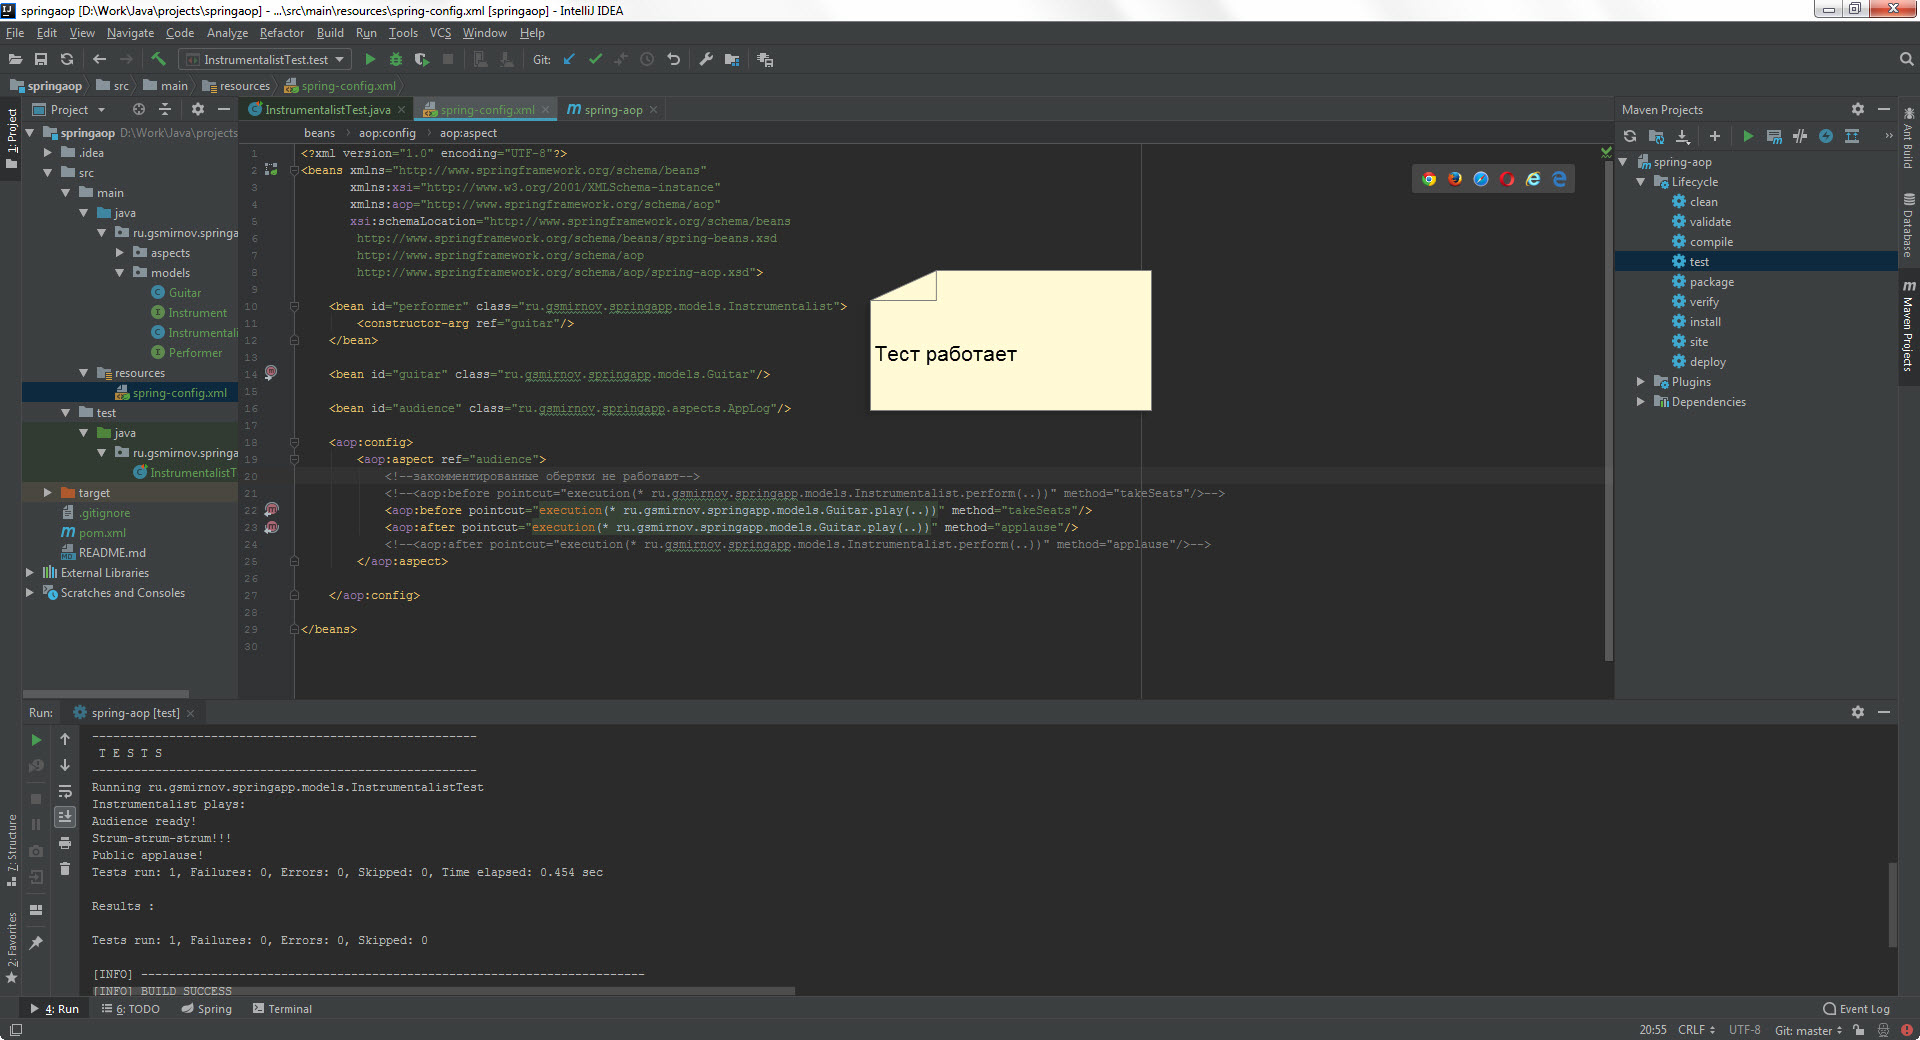 springaop [D:\Work\Java\projects\springaop] - ...\src\main\resources\spring-config.xml [springaop] - IntelliJ IDEA
File Edit View Navigate Code Analyze Refactor Build Run Tools VCS Window Help
InstrumentalistTest.test Git:
springaop src main resources spring-config.xml
1: Project
Project
InstrumentalistTest.java spring-config.xml spring-aop
beans aop:config aop:aspect
springaop D:\Work\Java\projects
.idea
src
main
java
ru.gsmirnov.springa
aspects
models
Guitar
Instrument
Instrumentali
Performer
resources
spring-config.xml
test
java
ru.gsmirnov.springa
InstrumentalistT
target
.gitignore
pom.xml
README.md
External Libraries
Scratches and Consoles
1 <?xml version="1.0" encoding="UTF-8"?>
2 <beans xmlns="http://www.springframework.org/schema/beans"
3 xmlns:xsi="http://www.w3.org/2001/XMLSchema-instance"
4 xmlns:aop="http://www.springframework.org/schema/aop"
5 xsi:schemaLocation="http://www.springframework.org/schema/beans
6 http://www.springframework.org/schema/beans/spring-beans.xsd
7 http://www.springframework.org/schema/aop
8 http://www.springframework.org/schema/aop/spring-aop.xsd">
9
10 <bean id="performer" class="ru.gsmirnov.springapp.models.Instrumentalist">
11 <constructor-arg ref="guitar"/>
12 </bean>
13
14 <bean id="guitar" class="ru.gsmirnov.springapp.models.Guitar"/>
15
16 <bean id="audience" class="ru.gsmirnov.springapp.aspects.AppLog"/>
17
18 <aop:config>
19 <aop:aspect ref="audience">
20 <!--закомментированные обертки не работают-->
21 <!--<aop:before pointcut="execution(* ru.gsmirnov.springapp.models.Instrumentalist.perform(..))" method="takeSeats"/>-->
22 <aop:before pointcut="execution(* ru.gsmirnov.springapp.models.Guitar.play(..))" method="takeSeats"/>
23 <aop:after pointcut="execution(* ru.gsmirnov.springapp.models.Guitar.play(..))" method="applause"/>
24 <!--<aop:after pointcut="execution(* ru.gsmirnov.springapp.models.Instrumentalist.perform(..))" method="applause"/>-->
25 </aop:aspect>
26
27 </aop:config>
28
29 </beans>
30
Тест работает
Maven Projects
spring-aop
Lifecycle
clean
validate
compile
test
package
verify
install
site
deploy
Plugins
Dependencies
Ant Build
Database
Maven Projects
Run: spring-aop [test]
-------------------------------------------------------
T E S T S
-------------------------------------------------------
Running ru.gsmirnov.springapp.models.InstrumentalistTest
Instrumentalist plays:
Audience ready!
Strum-strum-strum!!!
Public applause!
Tests run: 1, Failures: 0, Errors: 0, Skipped: 0, Time elapsed: 0.454 sec
Results :
Tests run: 1, Failures: 0, Errors: 0, Skipped: 0
[INFO] ------------------------------------------------------------------------
[INFO] BUILD SUCCESS
7: Structure
2: Favorites
4: Run 6: TODO Spring Terminal Event Log
20:55 CRLF UTF-8 Git: master